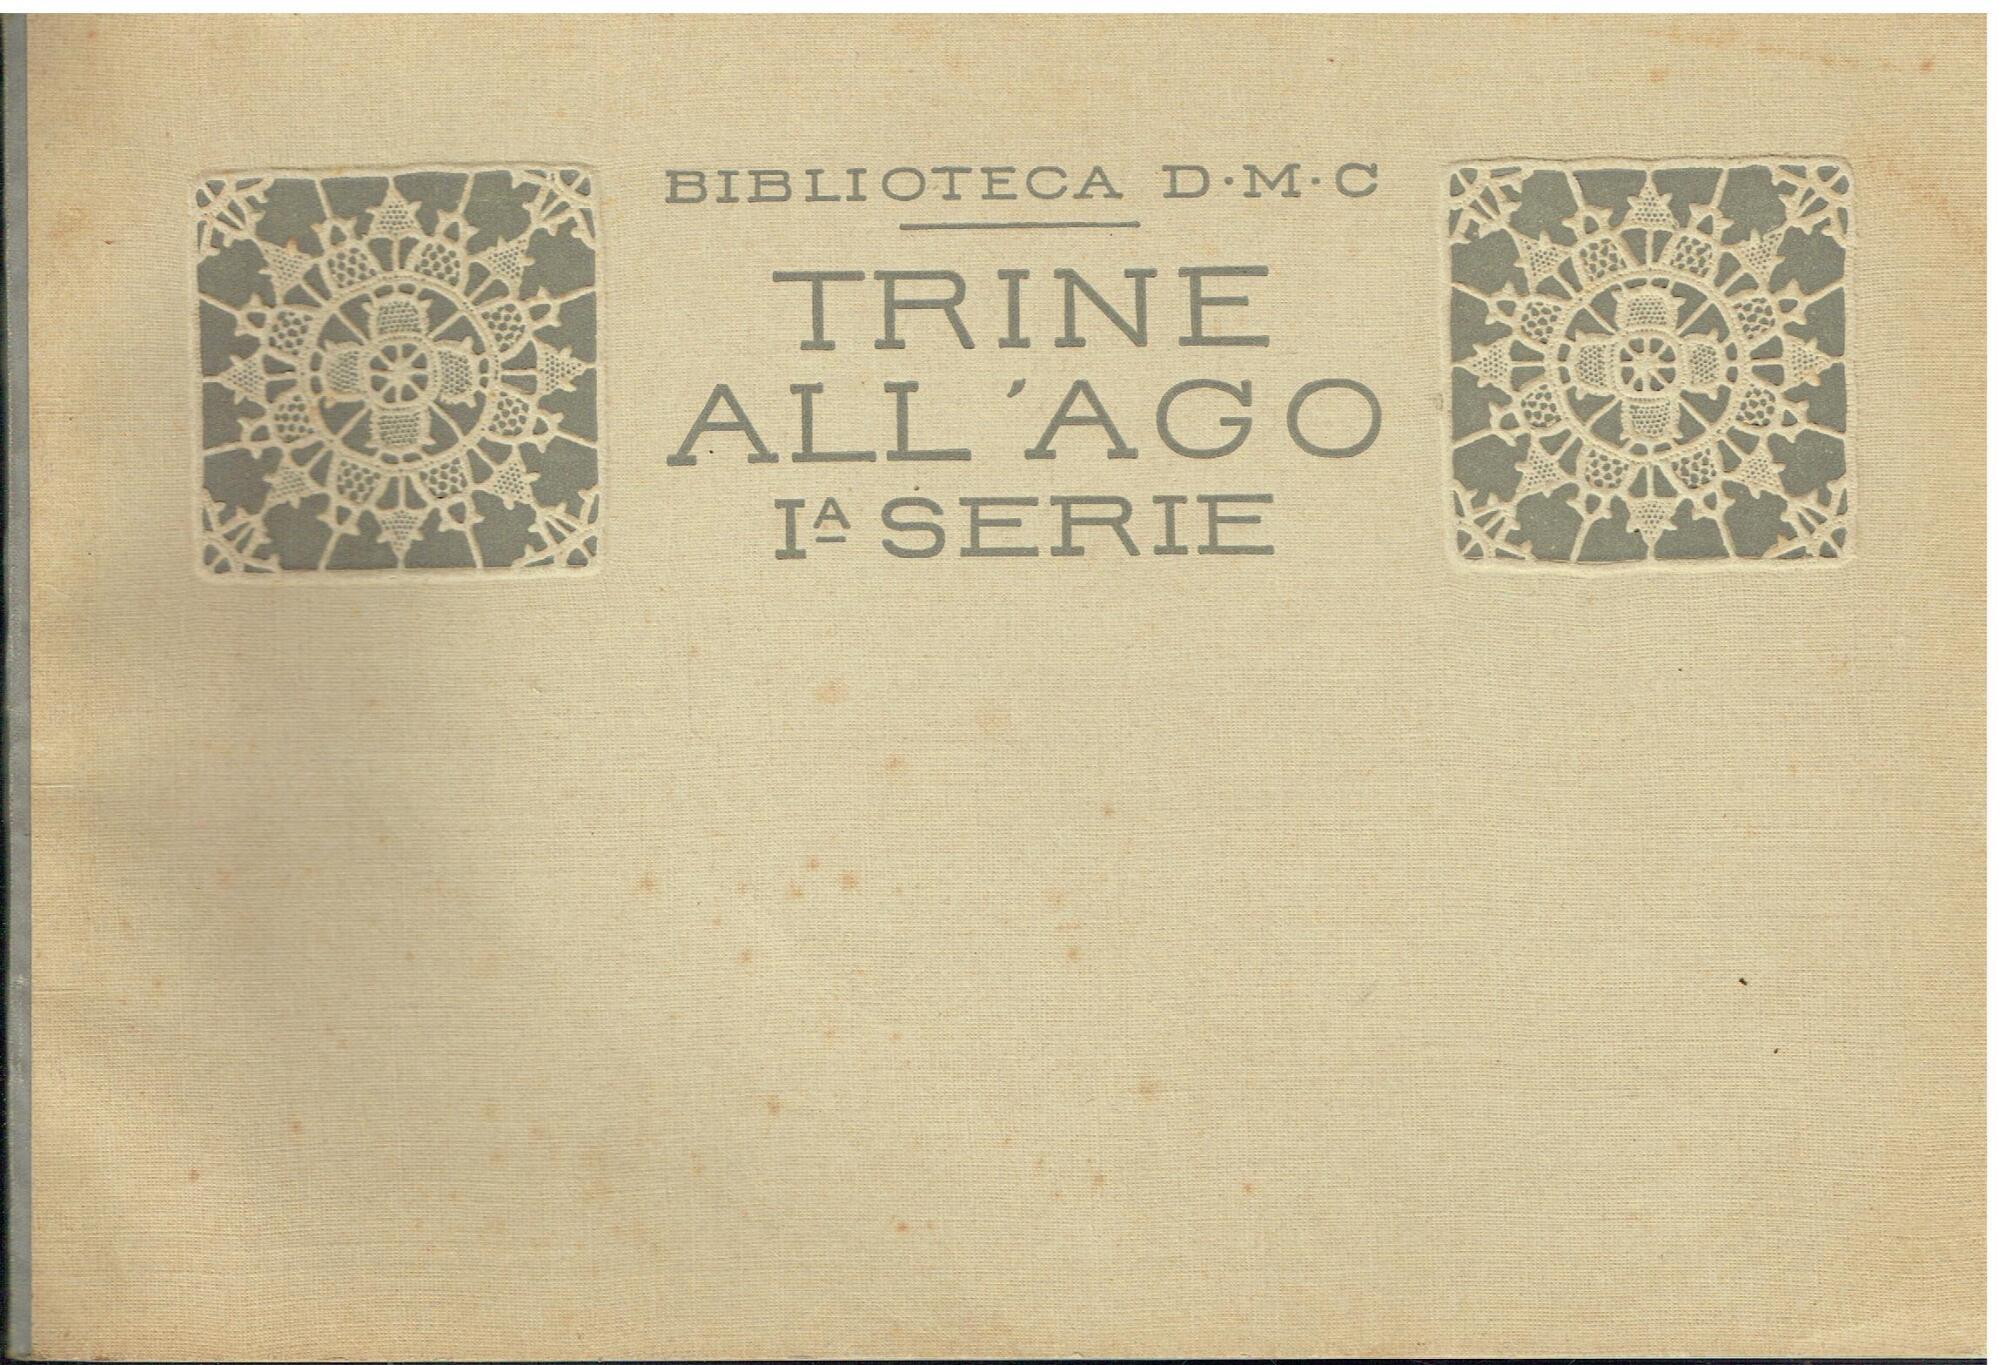 BIBLIOTECA D·M·C
TRINE
ALL'AGO
Iᴬ SERIE